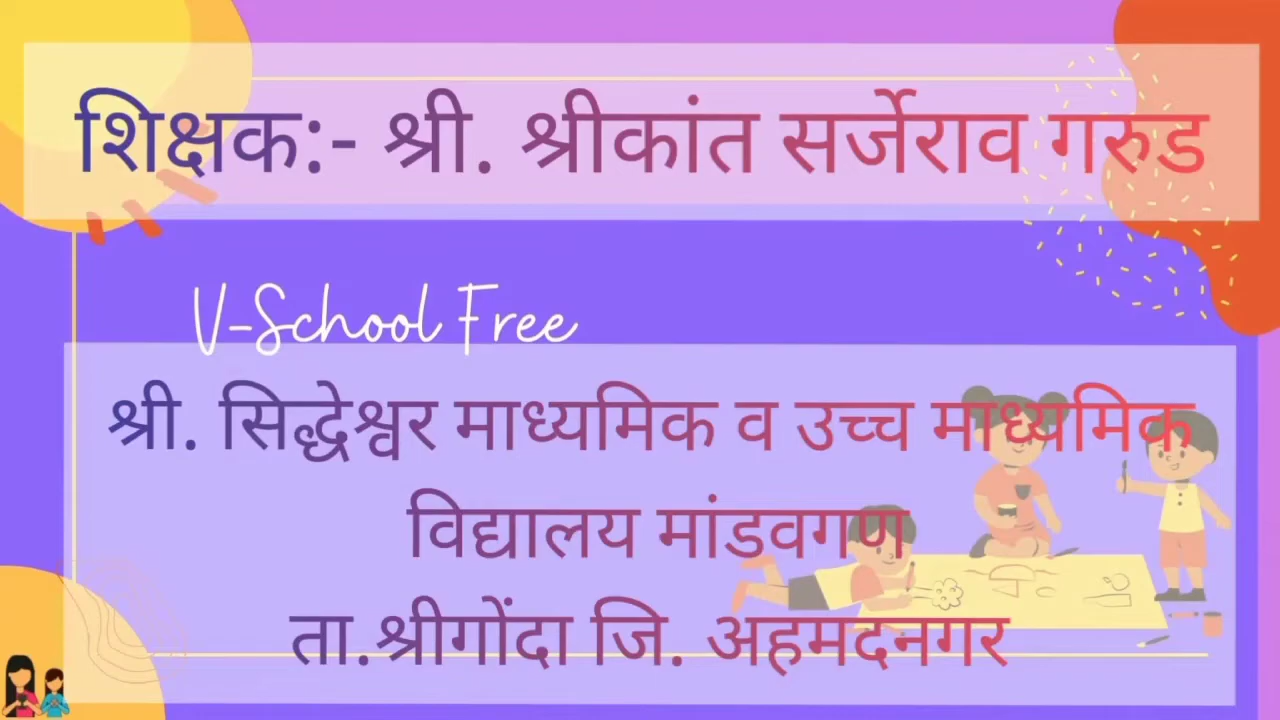 शिक्षक:- श्री. श्रीकांत सर्जेराव गरुड
V-School Free
श्री. सिद्धेश्वर माध्यमिक व उच्च माध्यमिक
विद्यालय मांडवगण
ता.श्रीगोंदा जि. अहमदनगर